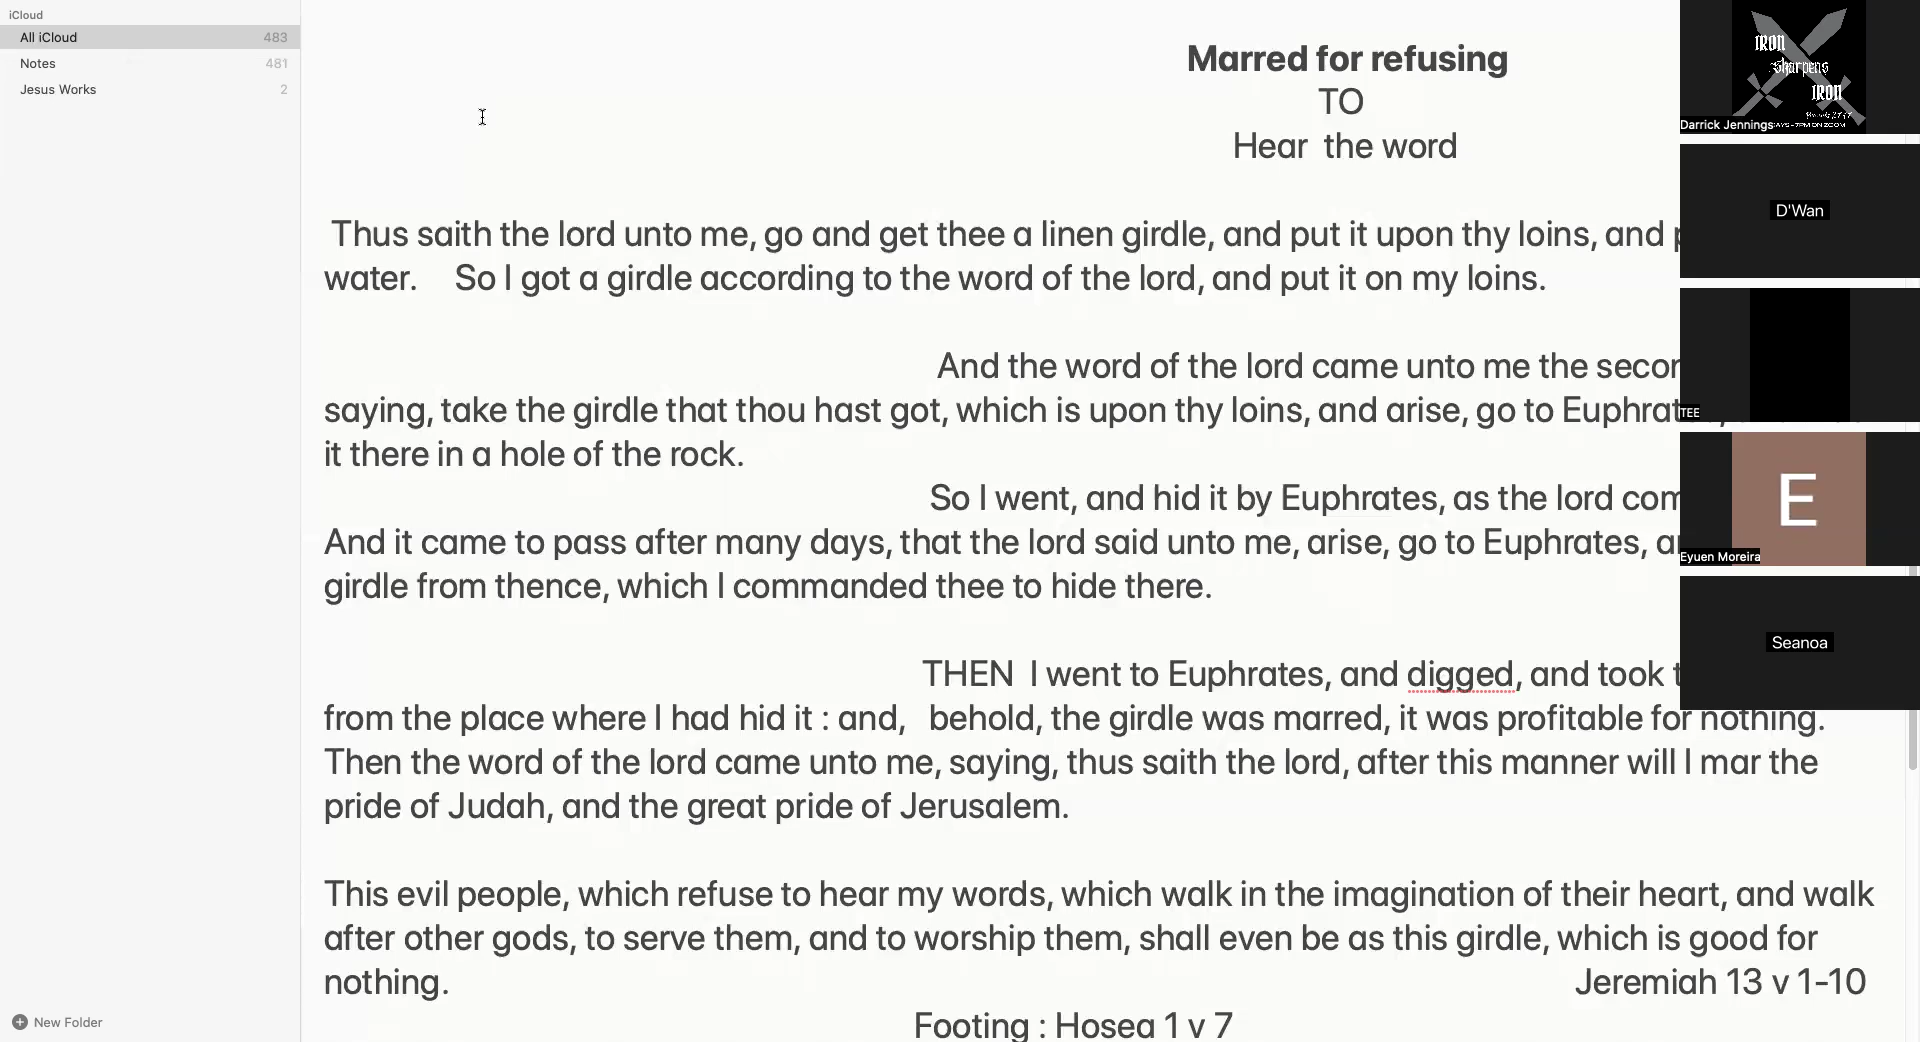 iCloud
All iCloud 483
Notes 481
Jesus Works 2
New Folder
Marred for refusing
TO
Hear the word
Thus saith the lord unto me, go and get thee a linen girdle, and put it upon thy loins, and
water. So I got a girdle according to the word of the lord, and put it on my loins.
And the word of the lord came unto me the
saying, take the girdle that thou hast got, which is upon thy loins, and arise, go to
it there in a hole of the rock.
So I went, and hid it by Euphrates, as the lord
And it came to pass after many days, that the lord said unto me, arise, go to Euphrates,
girdle from thence, which I commanded thee to hide there.
THEN I went to Euphrates, and digged, and took
from the place where I had hid it : and, behold, the girdle was marred, it was profitable for nothing.
Then the word of the lord came unto me, saying, thus saith the lord, after this manner will I mar the
pride of Judah, and the great pride of Jerusalem.
This evil people, which refuse to hear my words, which walk in the imagination of their heart, and walk
after other gods, to serve them, and to worship them, shall even be as this girdle, which is good for
nothing. Jeremiah 13 v 1-10
Footing : Hosea 1 v 7
IRON
Sharpens
IRON
Darrick Jennings
D'Wan
TEE
E
Eyuen Moreira
Seanoa